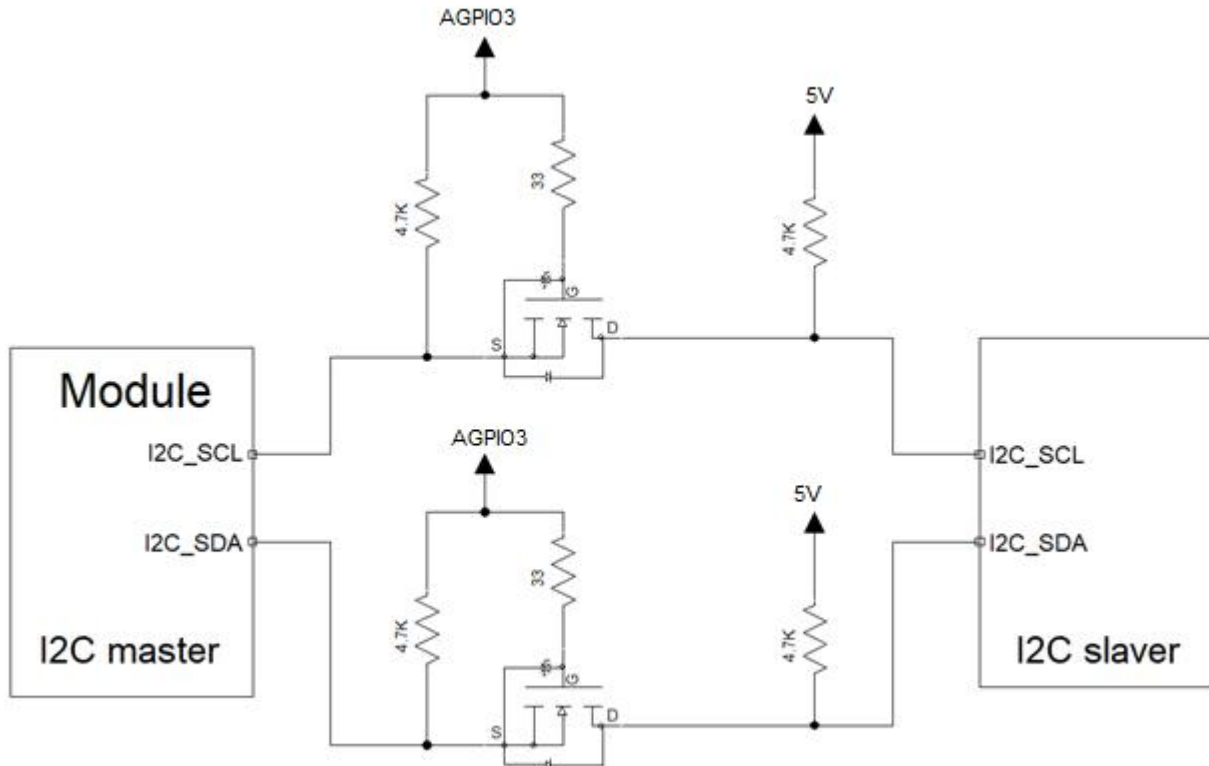 AGPIO3
5V
33
4.7K
4.7K
G
S
D
Module
I2C_SCL
I2C_SDA
I2C master
AGPIO3
5V
33
4.7K
4.7K
G
S
D
I2C_SCL
I2C_SDA
I2C slaver